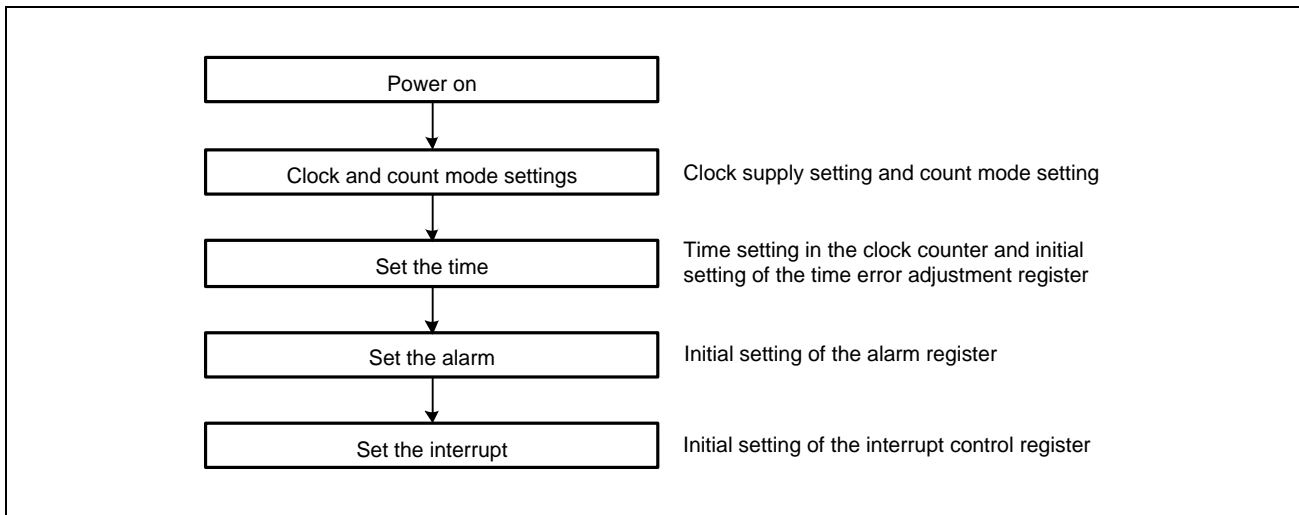 Power on
Clock and count mode settings
Clock supply setting and count mode setting
Set the time
Time setting in the clock counter and initial
setting of the time error adjustment register
Set the alarm
Initial setting of the alarm register
Set the interrupt
Initial setting of the interrupt control register